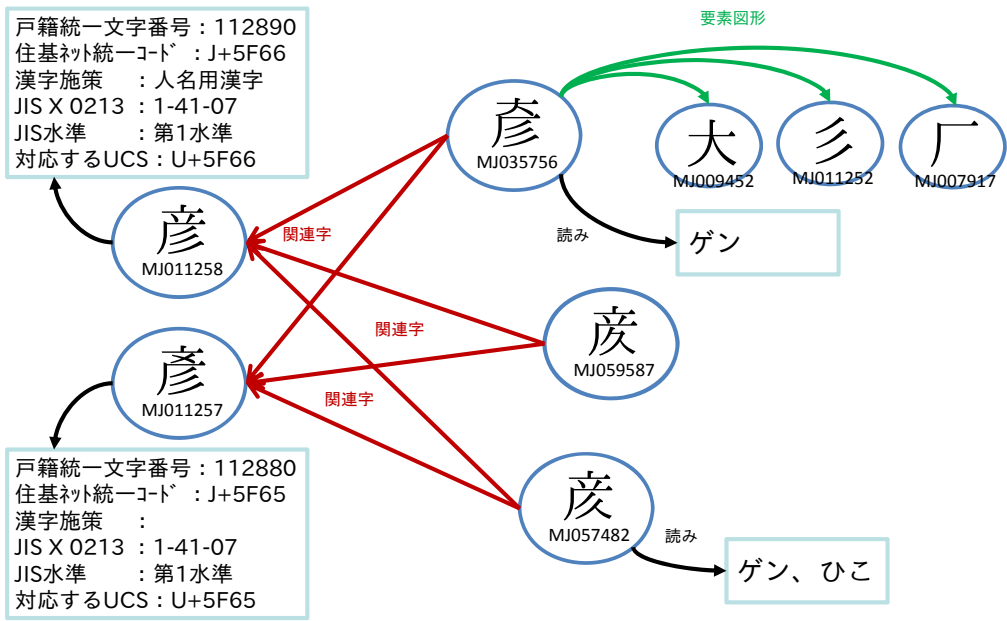 戸籍統一文字番号：112890
住基ネット統一コード：J+5F66
漢字施策　：人名用漢字
JIS X 0213 ：1-41-07
JIS水準　：第1水準
対応するUCS：U+5F66
要素図形
MJ035756
大
MJ009452
彡
MJ011252
厂
MJ007917
彦
MJ011258
関連字
読み
ゲン
関連字
MJ059587
彥
MJ011257
関連字
戸籍統一文字番号：112880
住基ネット統一コード：J+5F65
漢字施策　：
JIS X 0213 ：1-41-07
JIS水準　：第1水準
対応するUCS：U+5F65
MJ057482
読み
ゲン、ひこ